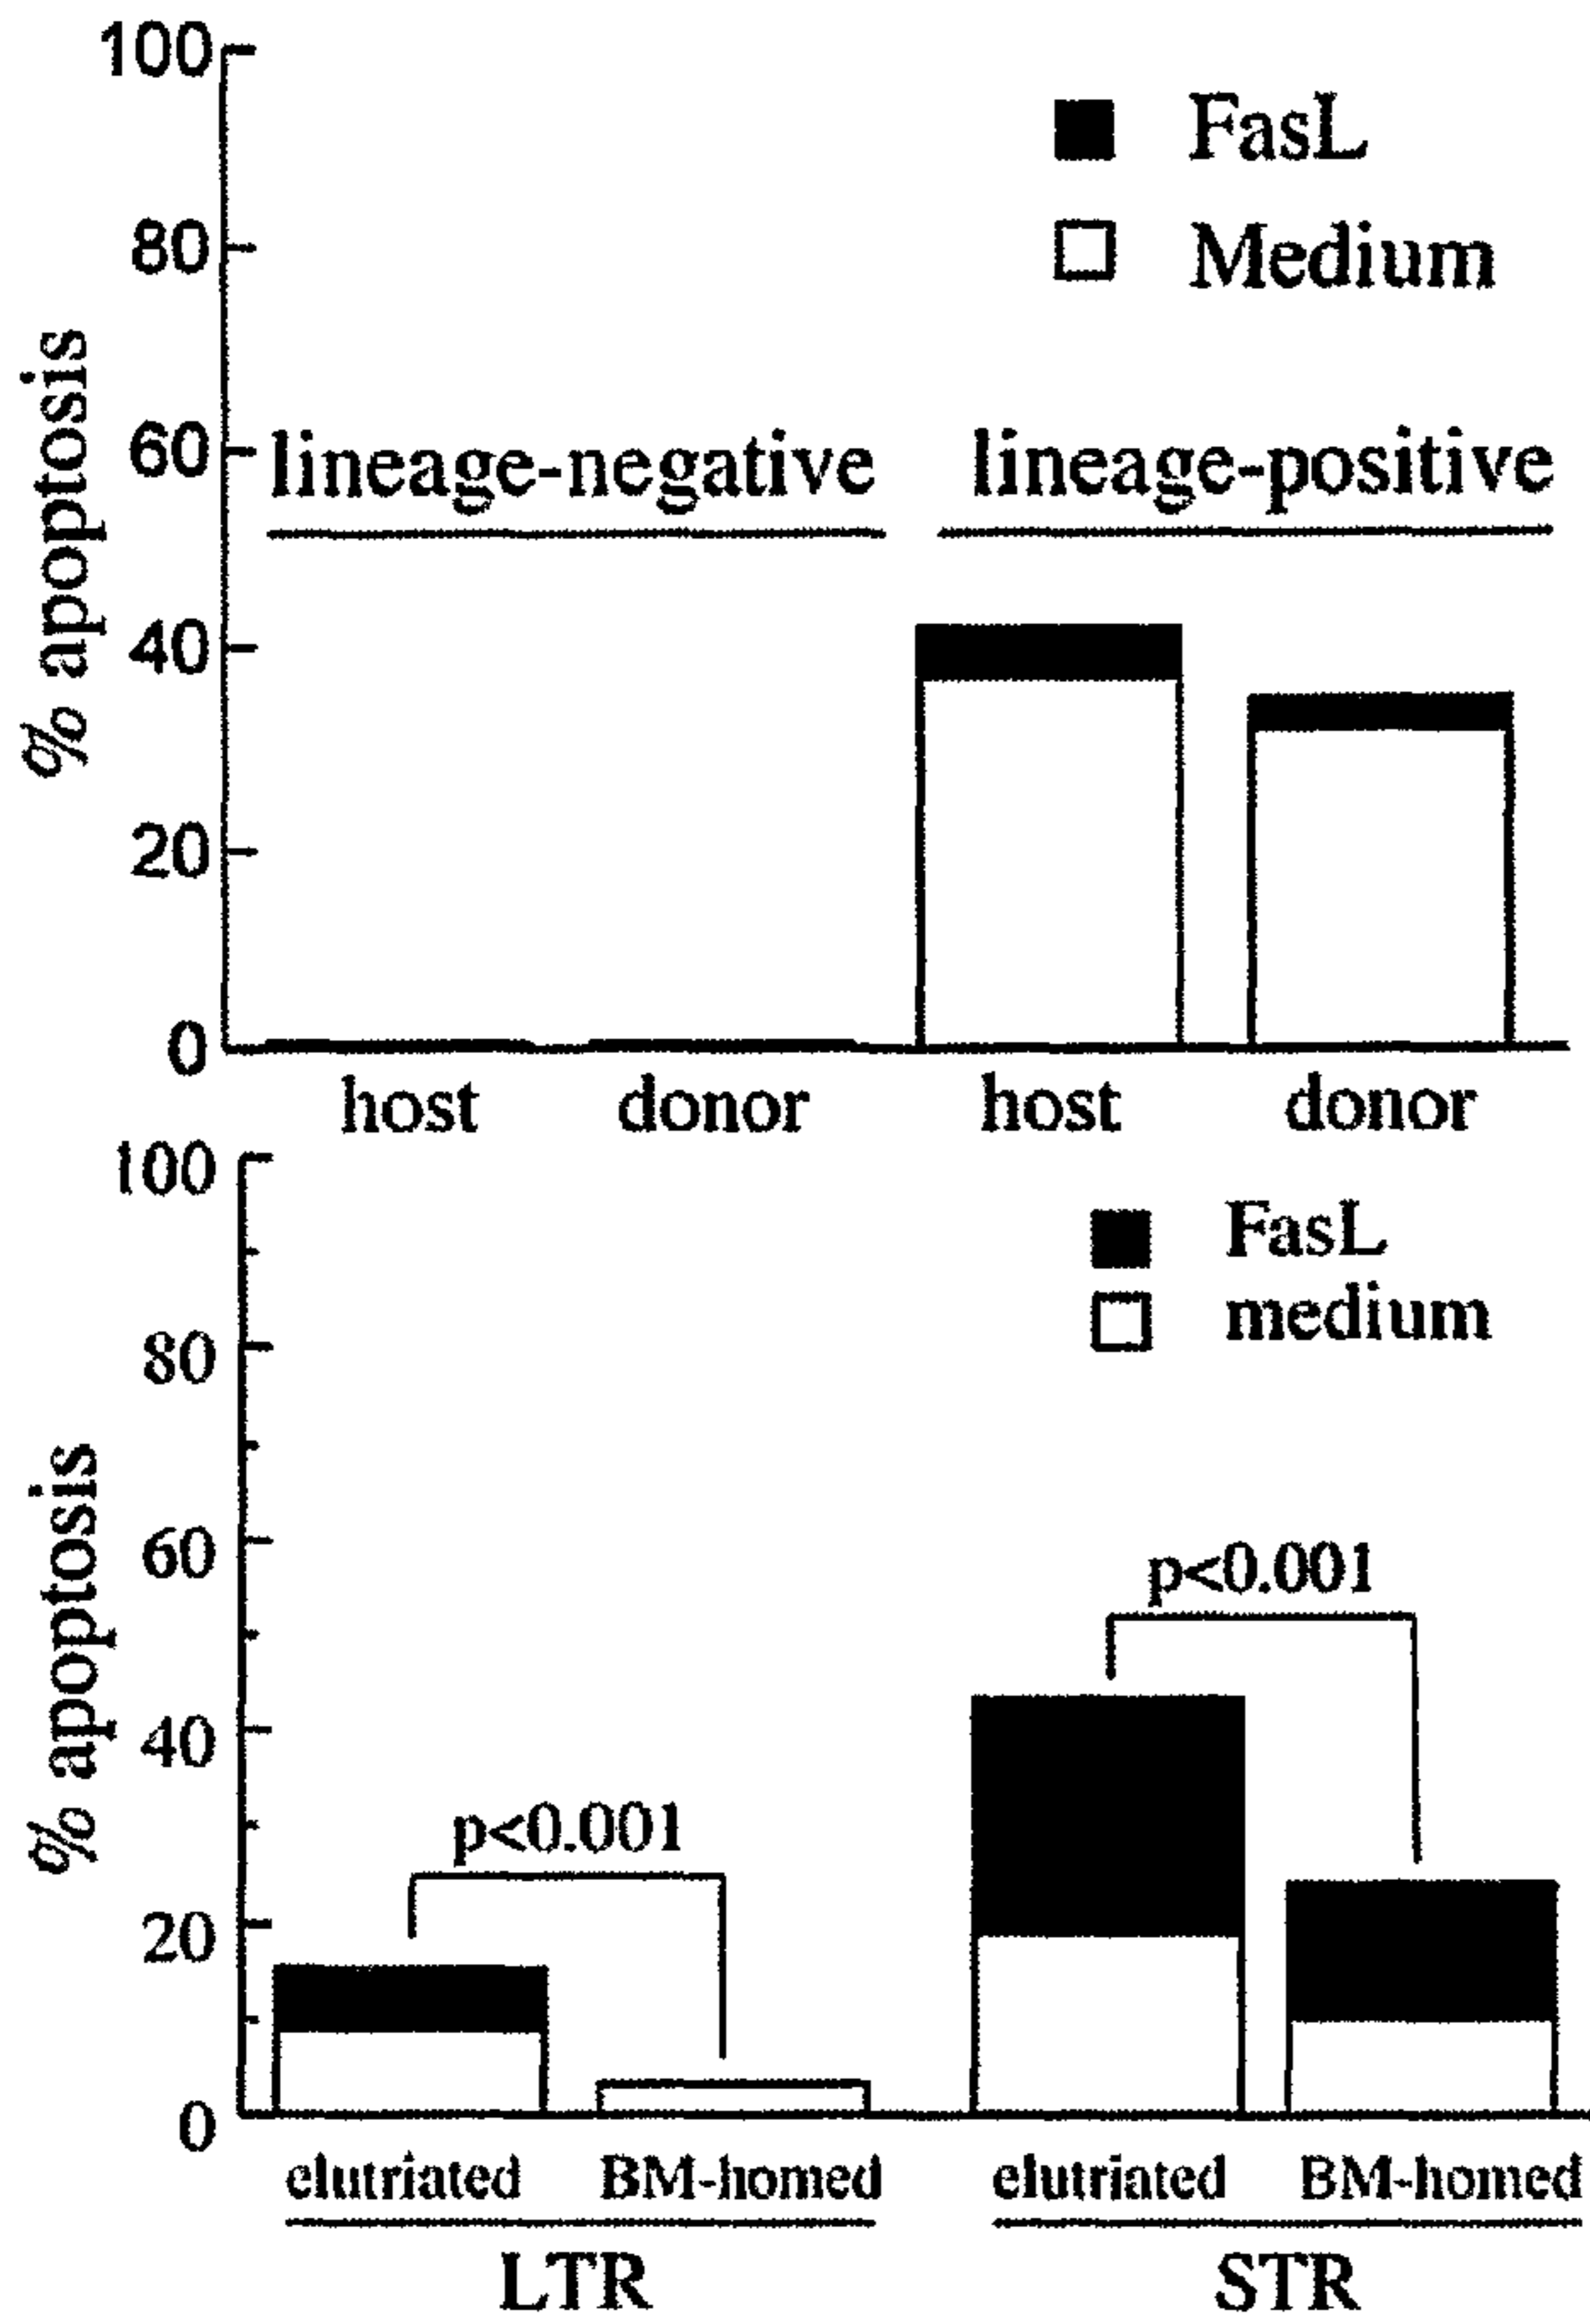 100
FasL
80
Medium
% apoptosis
60
lineage-negative lineage-positive
40
20
0
host donor host donor
100
FasL
medium
80
% apoptosis
60
p<0.001
40
p<0.001
20
0
elutriated BM-homed elutriated BM-homed
LTR STR